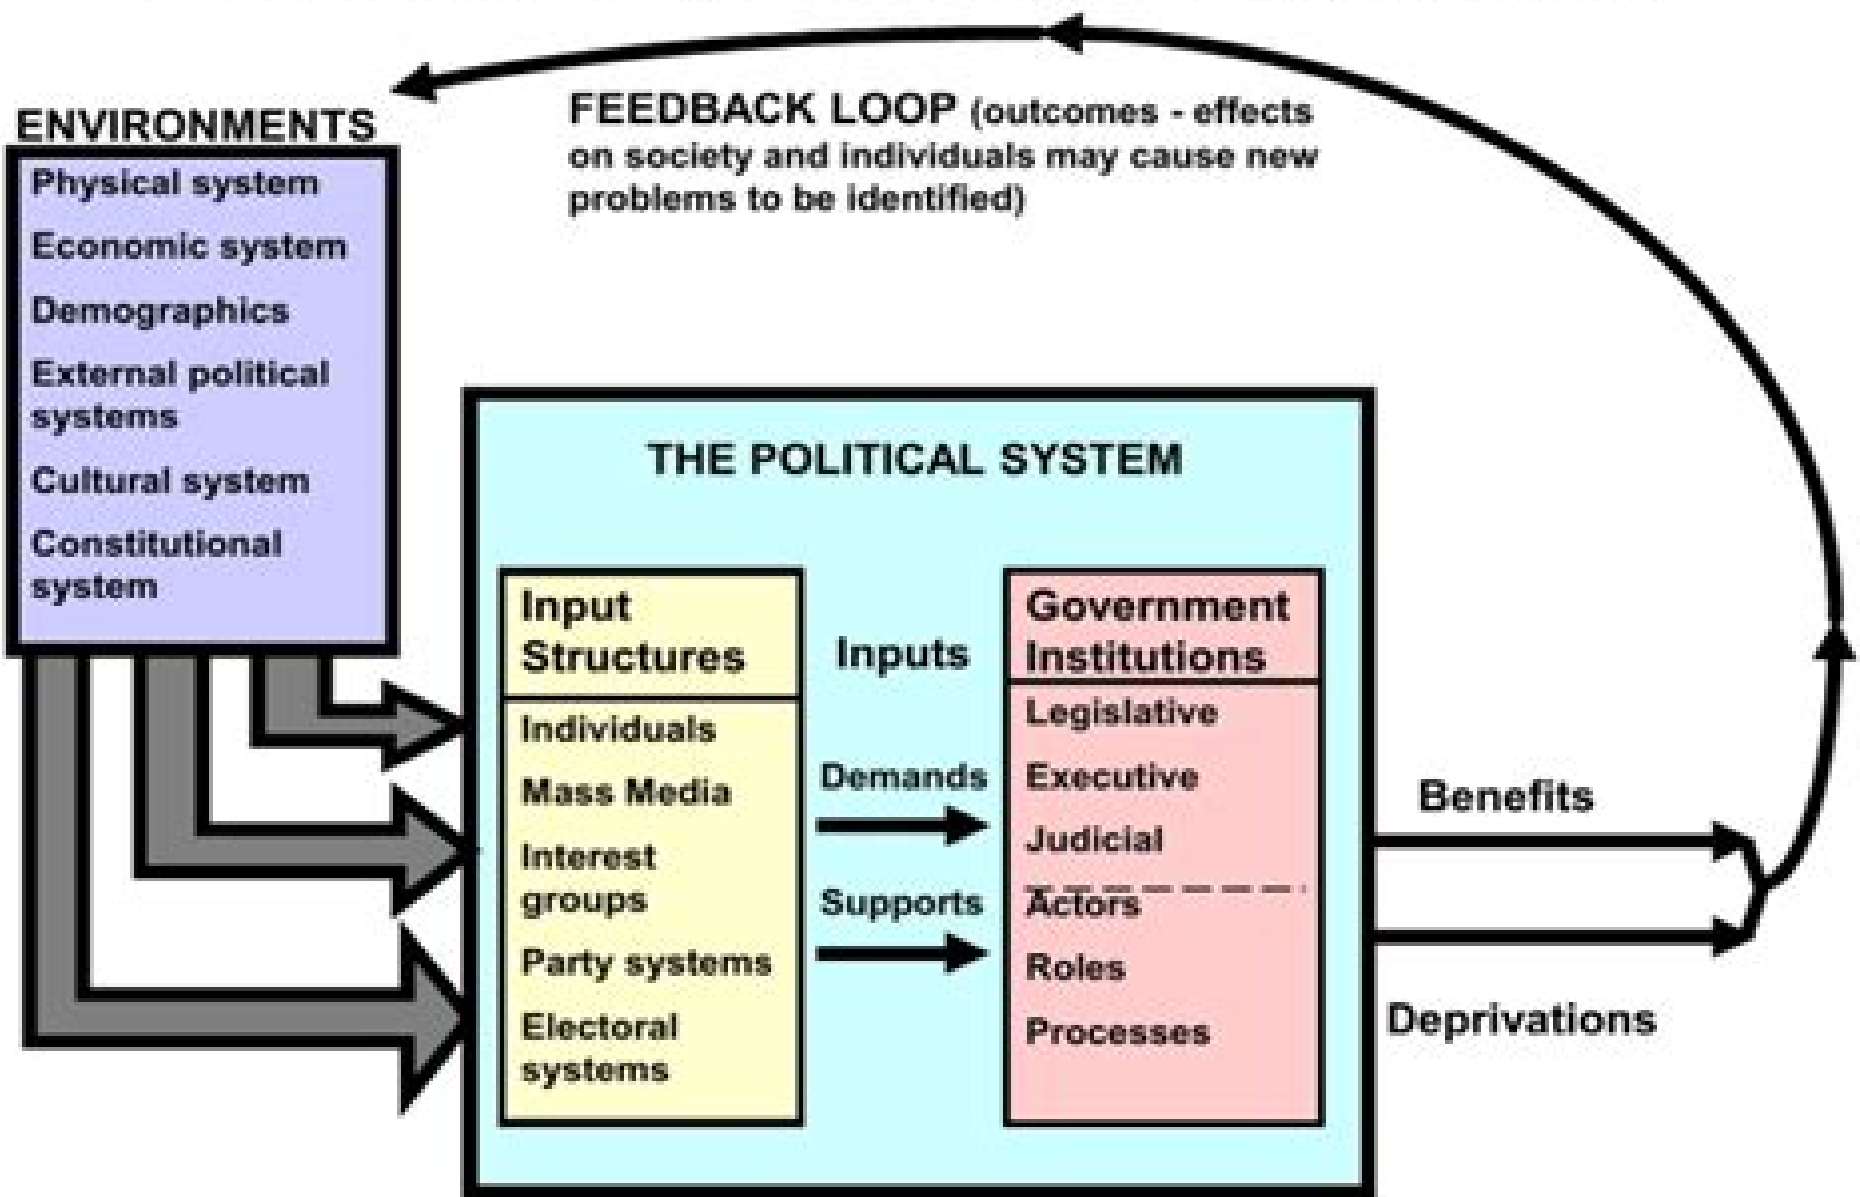 ENVIRONMENTS
Physical system
Economic system
Demographics
External political
systems
Cultural system
Constitutional
system
FEEDBACK LOOP (outcomes - effects
on society and individuals may cause new
problems to be identified)
THE POLITICAL SYSTEM
Input
Structures
Individuals
Mass Media
Interest
groups
Party systems
Electoral
systems
Inputs
Demands
Supports
Government
Institutions
Legislative
Executive
Judicial
Actors
Roles
Processes
Benefits
Deprivations